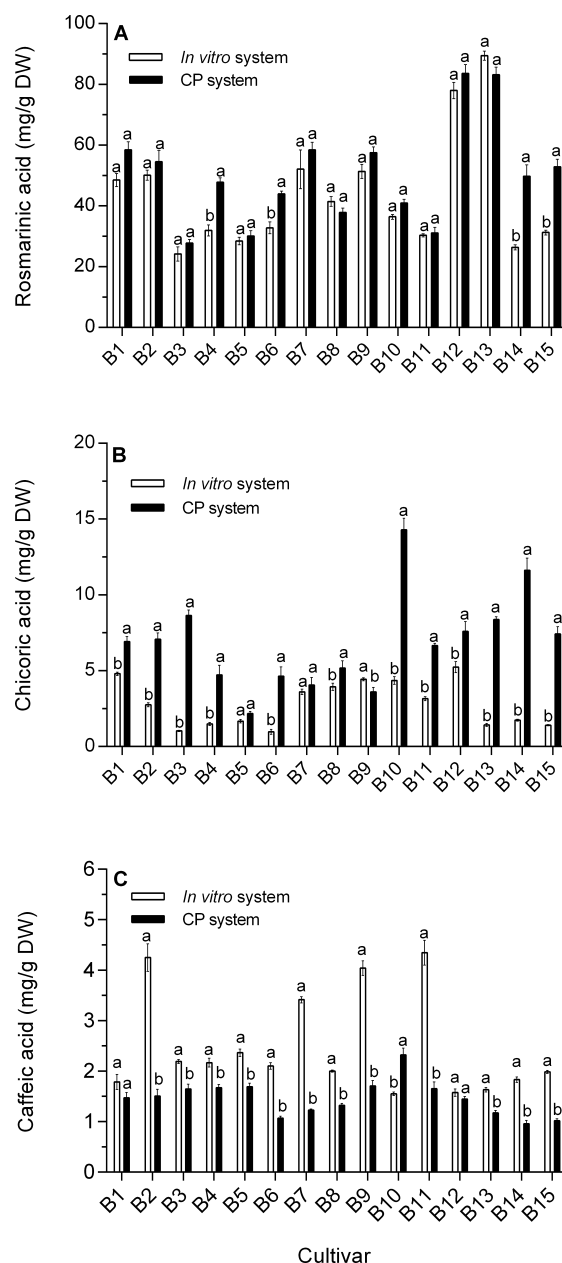 A
In vitro system
CP system
Rosmarinic acid (mg/g DW)
100
80
60
40
20
0
a a a a a a b a a a b a a a a a a a a a a a a a a a b a b a
B1 B2 B3 B4 B5 B6 B7 B8 B9 B10 B11 B12 B13 B14 B15
B
In vitro system
CP system
Chicoric acid (mg/g DW)
20
15
10
5
0
b a b a b a b a a a b a a a b a a b b a b a b a b a b a b a
B1 B2 B3 B4 B5 B6 B7 B8 B9 B10 B11 B12 B13 B14 B15
C
In vitro system
CP system
Caffeic acid (mg/g DW)
6
5
4
3
2
1
0
a a a b a b a b a b a b a b a b a b b a a b a a a b a b a b
B1 B2 B3 B4 B5 B6 B7 B8 B9 B10 B11 B12 B13 B14 B15
Cultivar